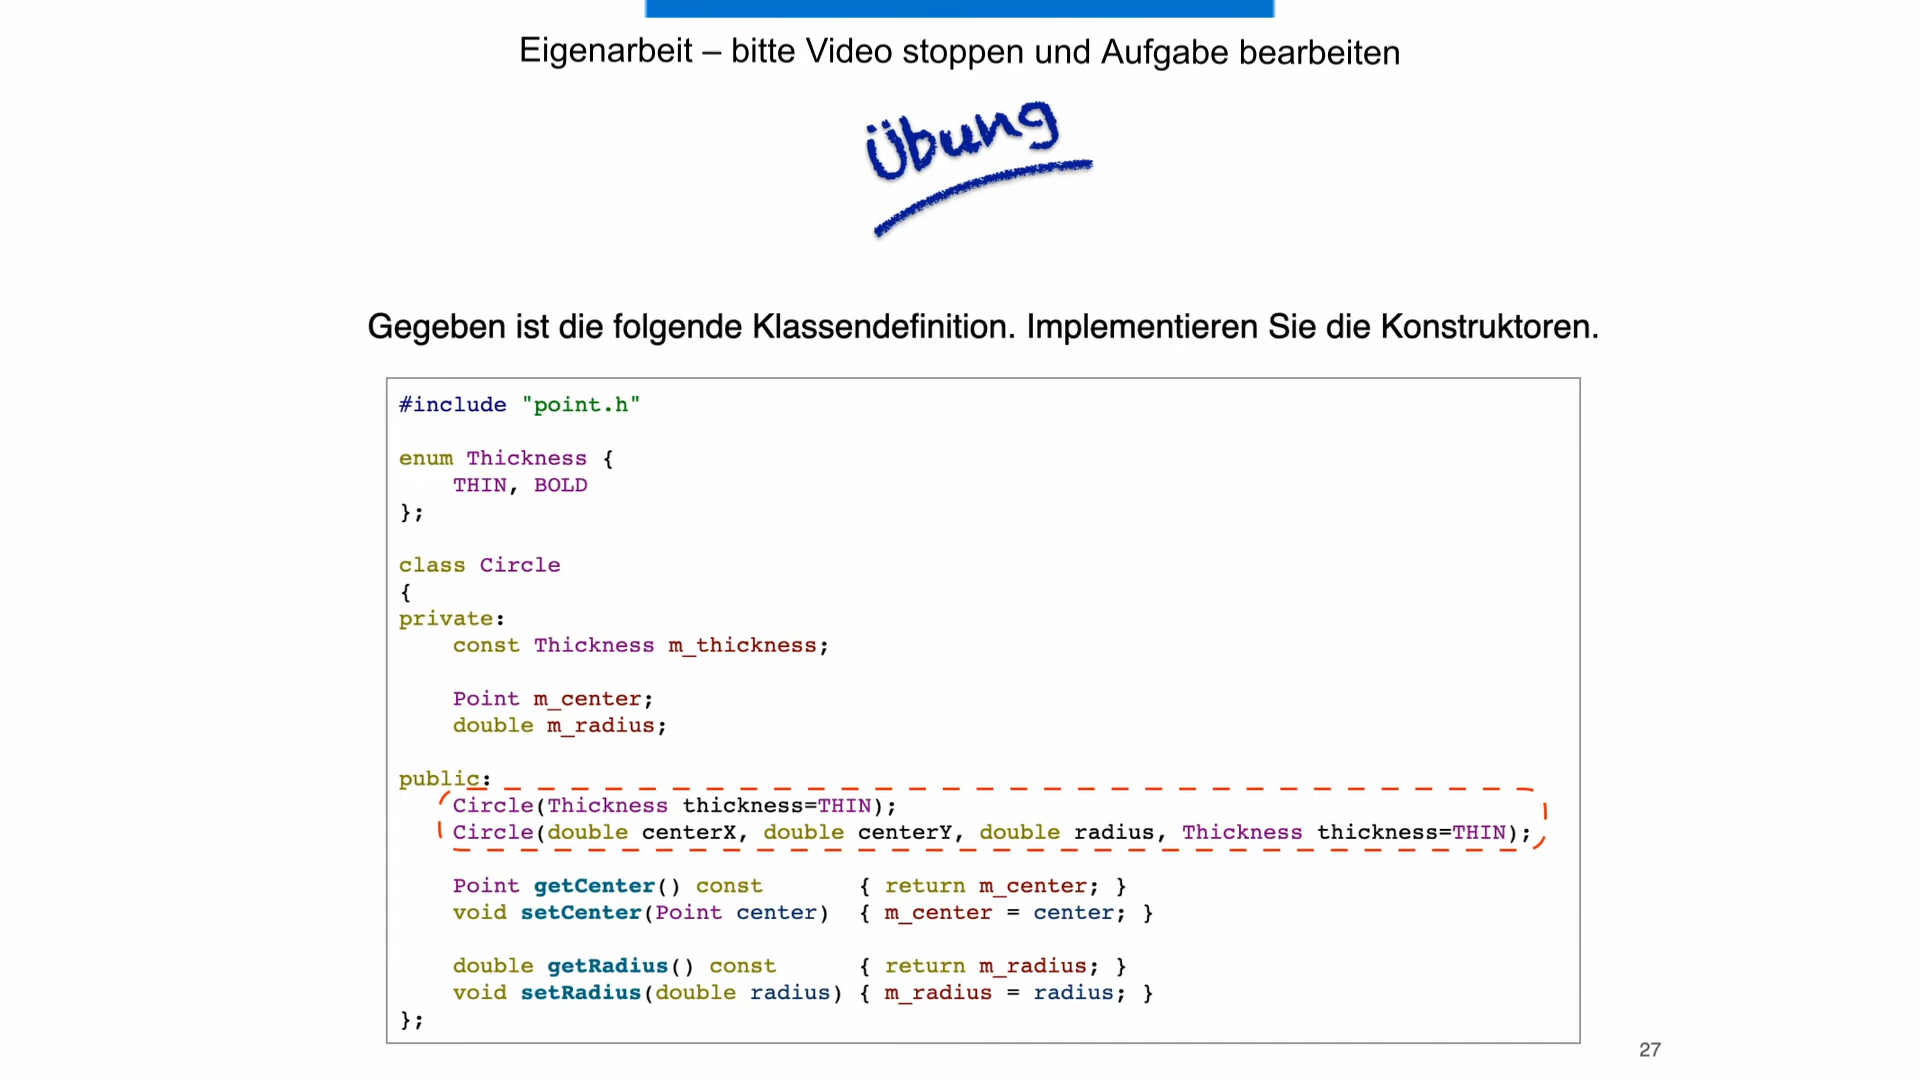 Eigenarbeit – bitte Video stoppen und Aufgabe bearbeiten
Übung
Gegeben ist die folgende Klassendefinition. Implementieren Sie die Konstruktoren.
#include "point.h"
enum Thickness {
    THIN, BOLD
};
class Circle
{
private:
    const Thickness m_thickness;
    Point m_center;
    double m_radius;
public:
    Circle(Thickness thickness=THIN);
    Circle(double centerX, double centerY, double radius, Thickness thickness=THIN);
    Point getCenter() const       { return m_center; }
    void setCenter(Point center)  { m_center = center; }
    double getRadius() const      { return m_radius; }
    void setRadius(double radius) { m_radius = radius; }
};
27